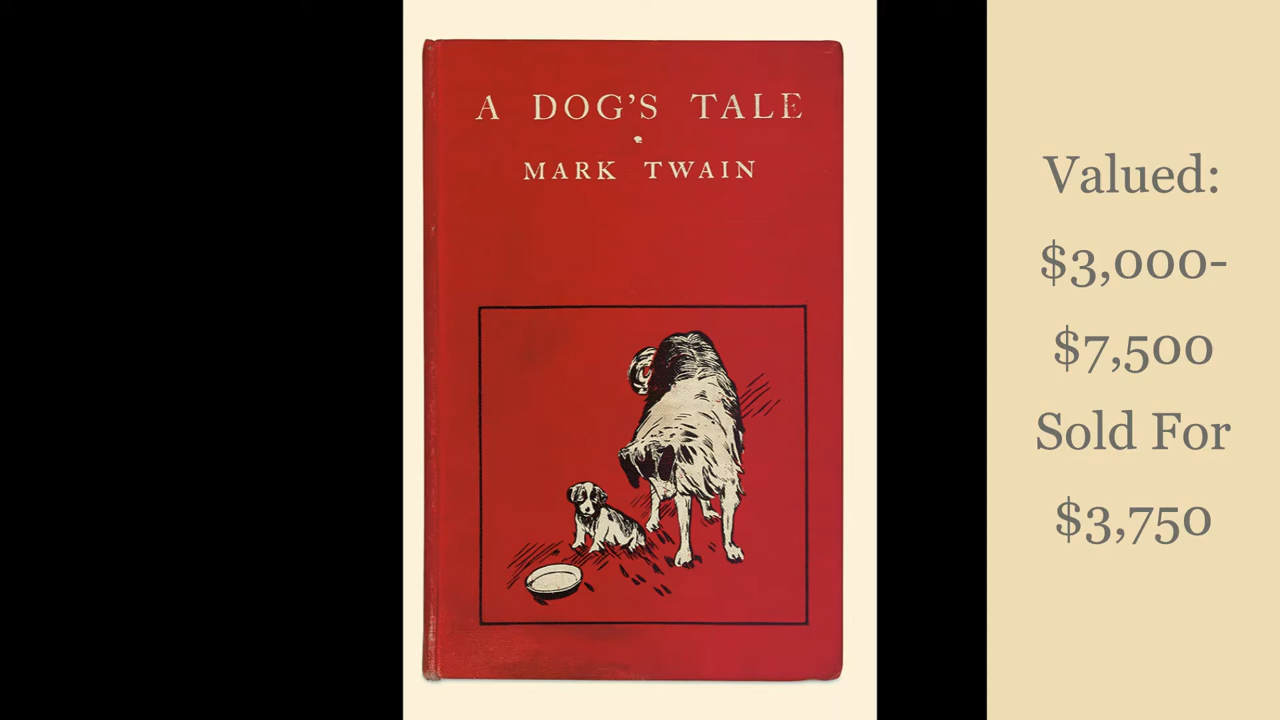 A DOG'S TALE
MARK TWAIN
Valued:
$3,000-
$7,500
Sold For
$3,750